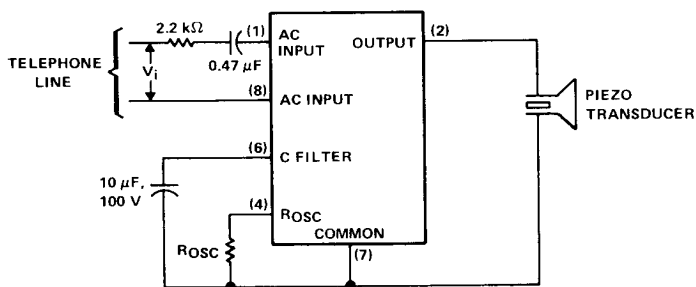 2.2 kΩ
(1)
AC
INPUT
OUTPUT
(2)
TELEPHONE
LINE
Vi
0.47 μF
(8)
AC INPUT
PIEZO
TRANSDUCER
(6)
C FILTER
10 μF,
100 V
(4)
ROSC
ROSC
COMMON
(7)